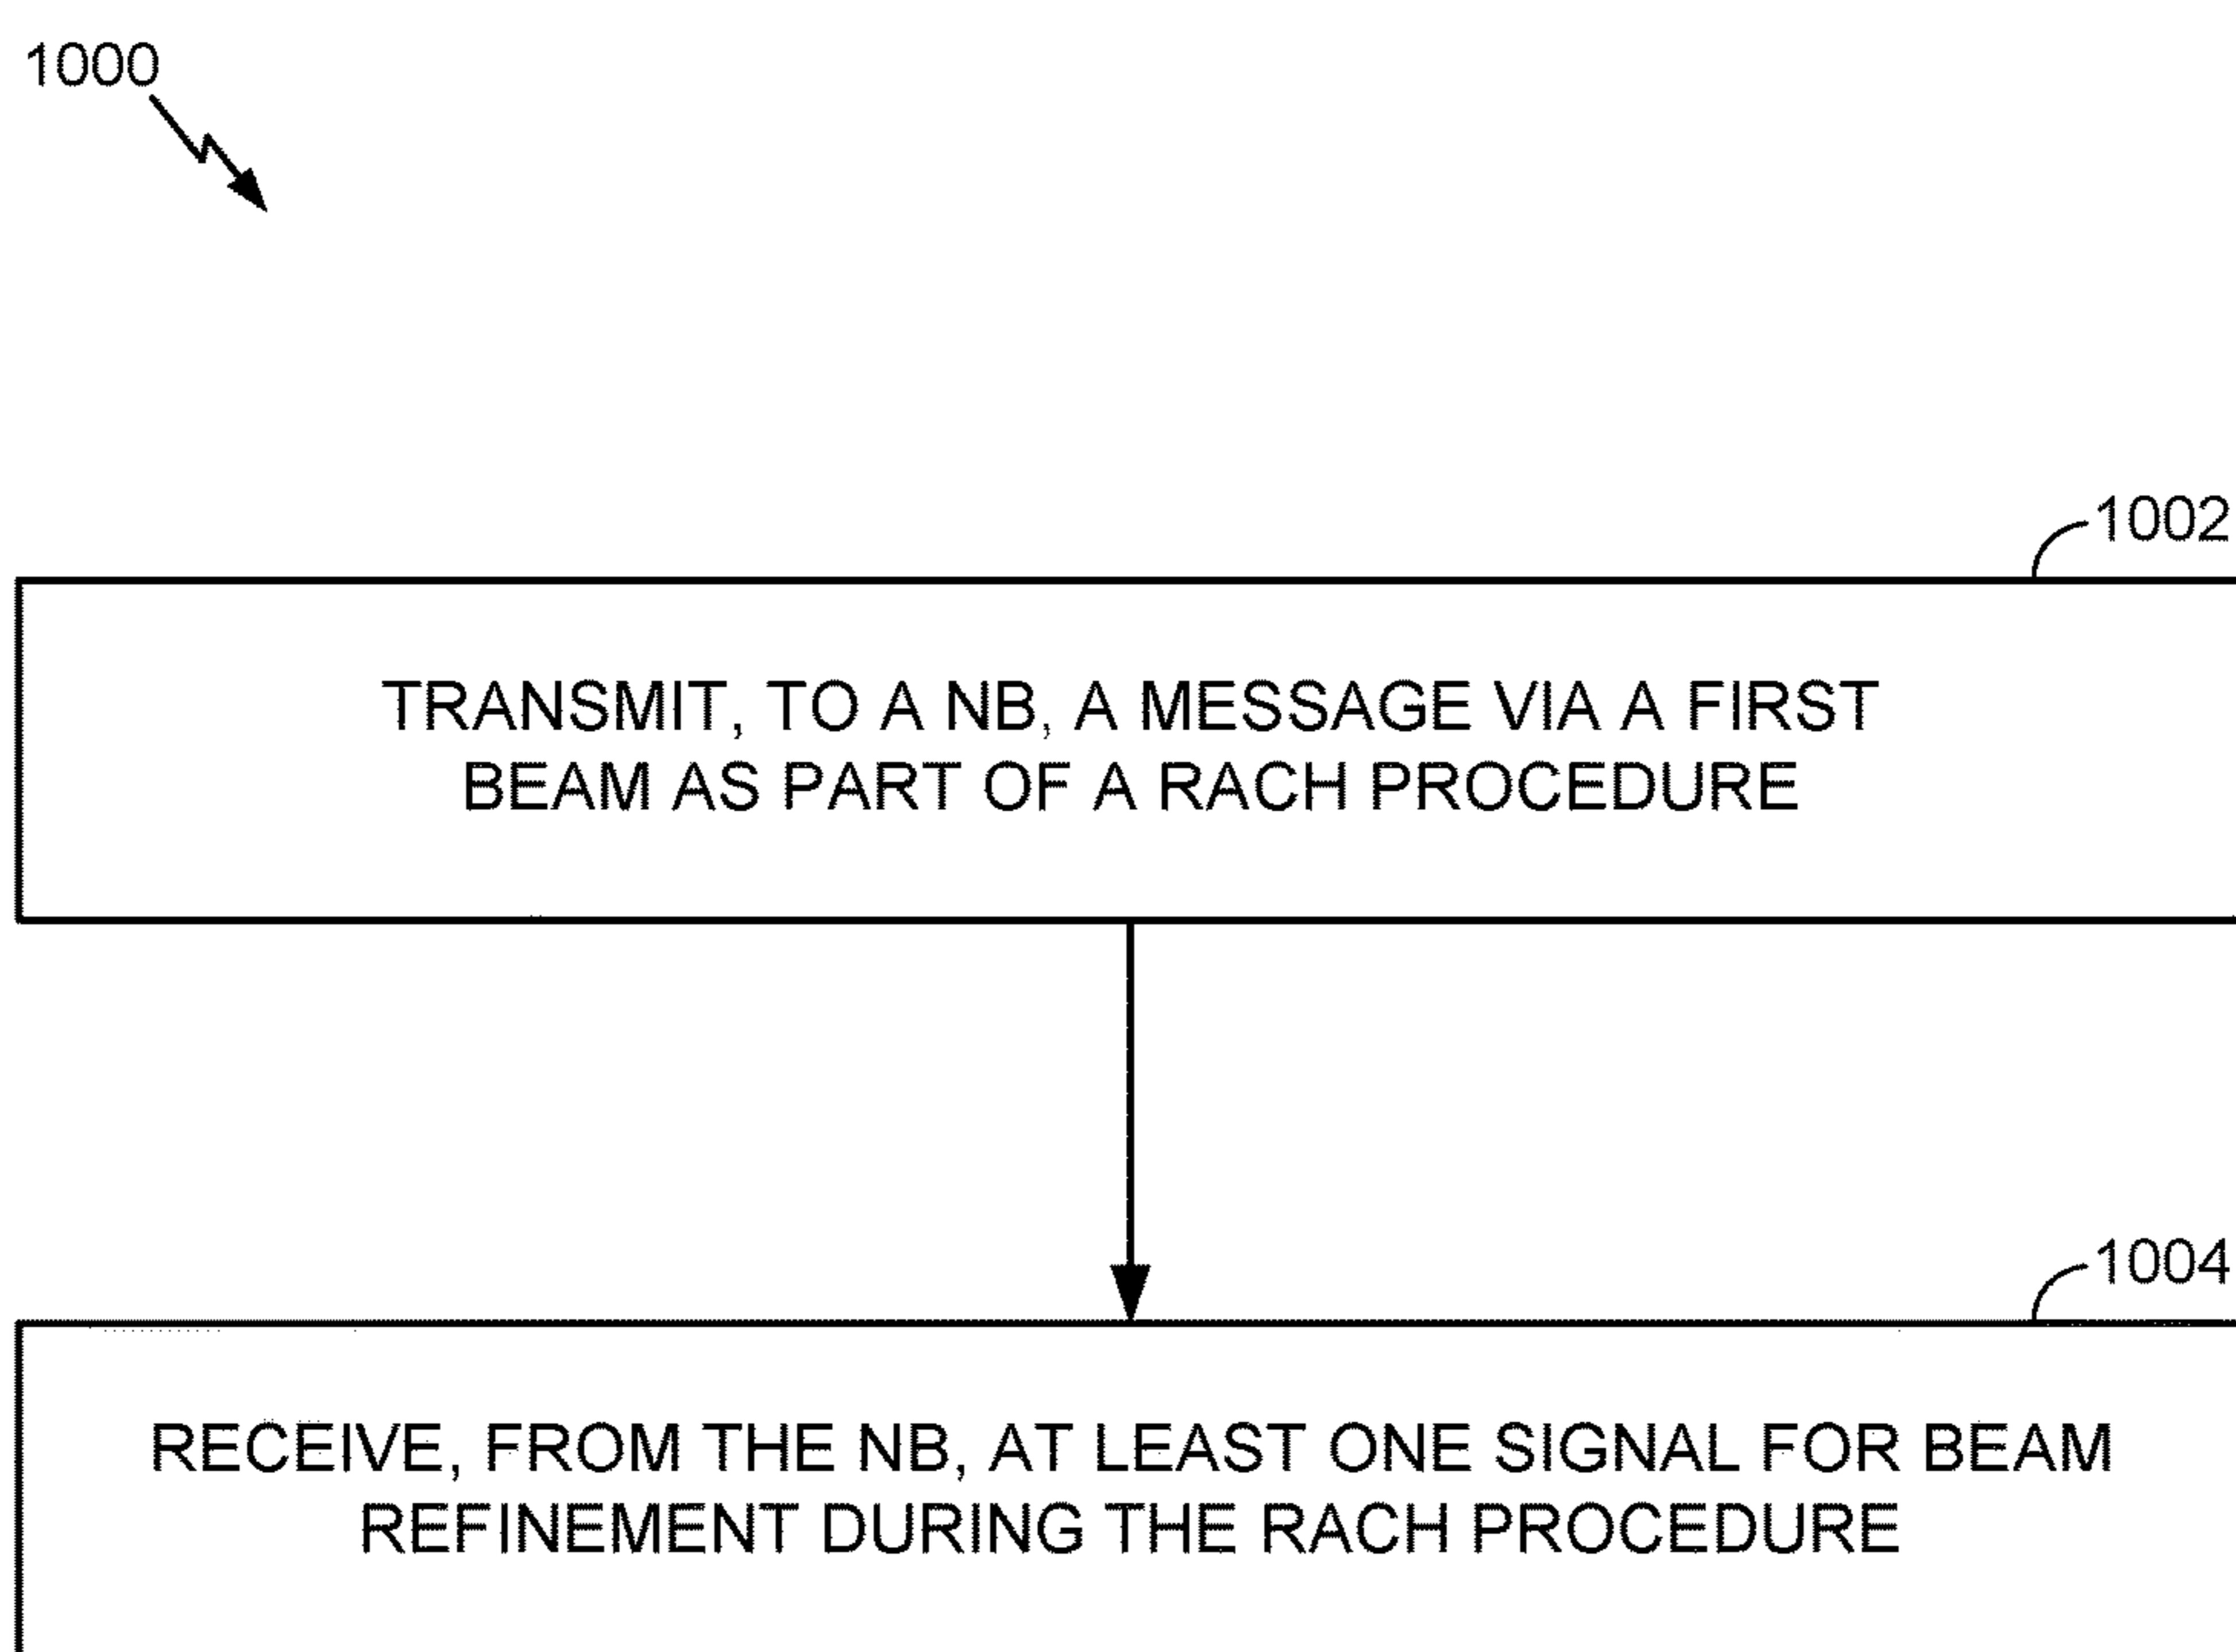 1000
1002
TRANSMIT, TO A NB, A MESSAGE VIA A FIRST
BEAM AS PART OF A RACH PROCEDURE
1004
RECEIVE, FROM THE NB, AT LEAST ONE SIGNAL FOR BEAM
REFINEMENT DURING THE RACH PROCEDURE